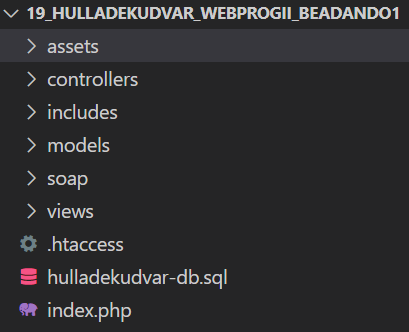 19_HULLADEKUDVAR_WEBPROGII_BEADANDO1
assets
controllers
includes
models
soap
views
.htaccess
hulladekudvar-db.sql
index.php